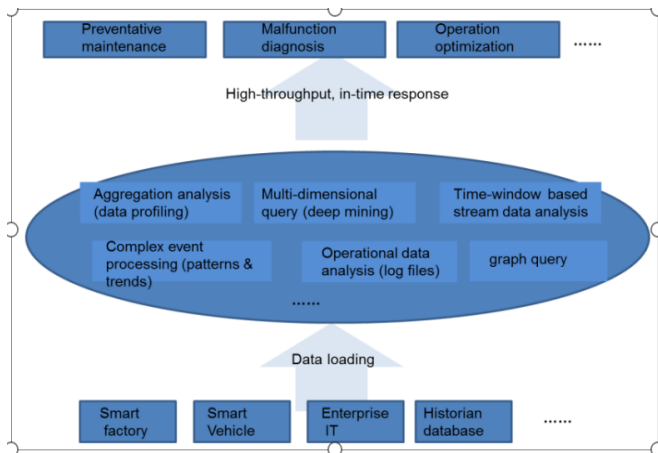 Preventative
maintenance
Malfunction
diagnosis
Operation
optimization
......
High-throughput, in-time response
Aggregation analysis
(data profiling)
Multi-dimensional
query (deep mining)
Time-window based
stream data analysis
Complex event
processing (patterns &
trends)
Operational data
analysis (log files)
graph query
......
Data loading
Smart
factory
Smart
Vehicle
Enterprise
IT
Historian
database
......